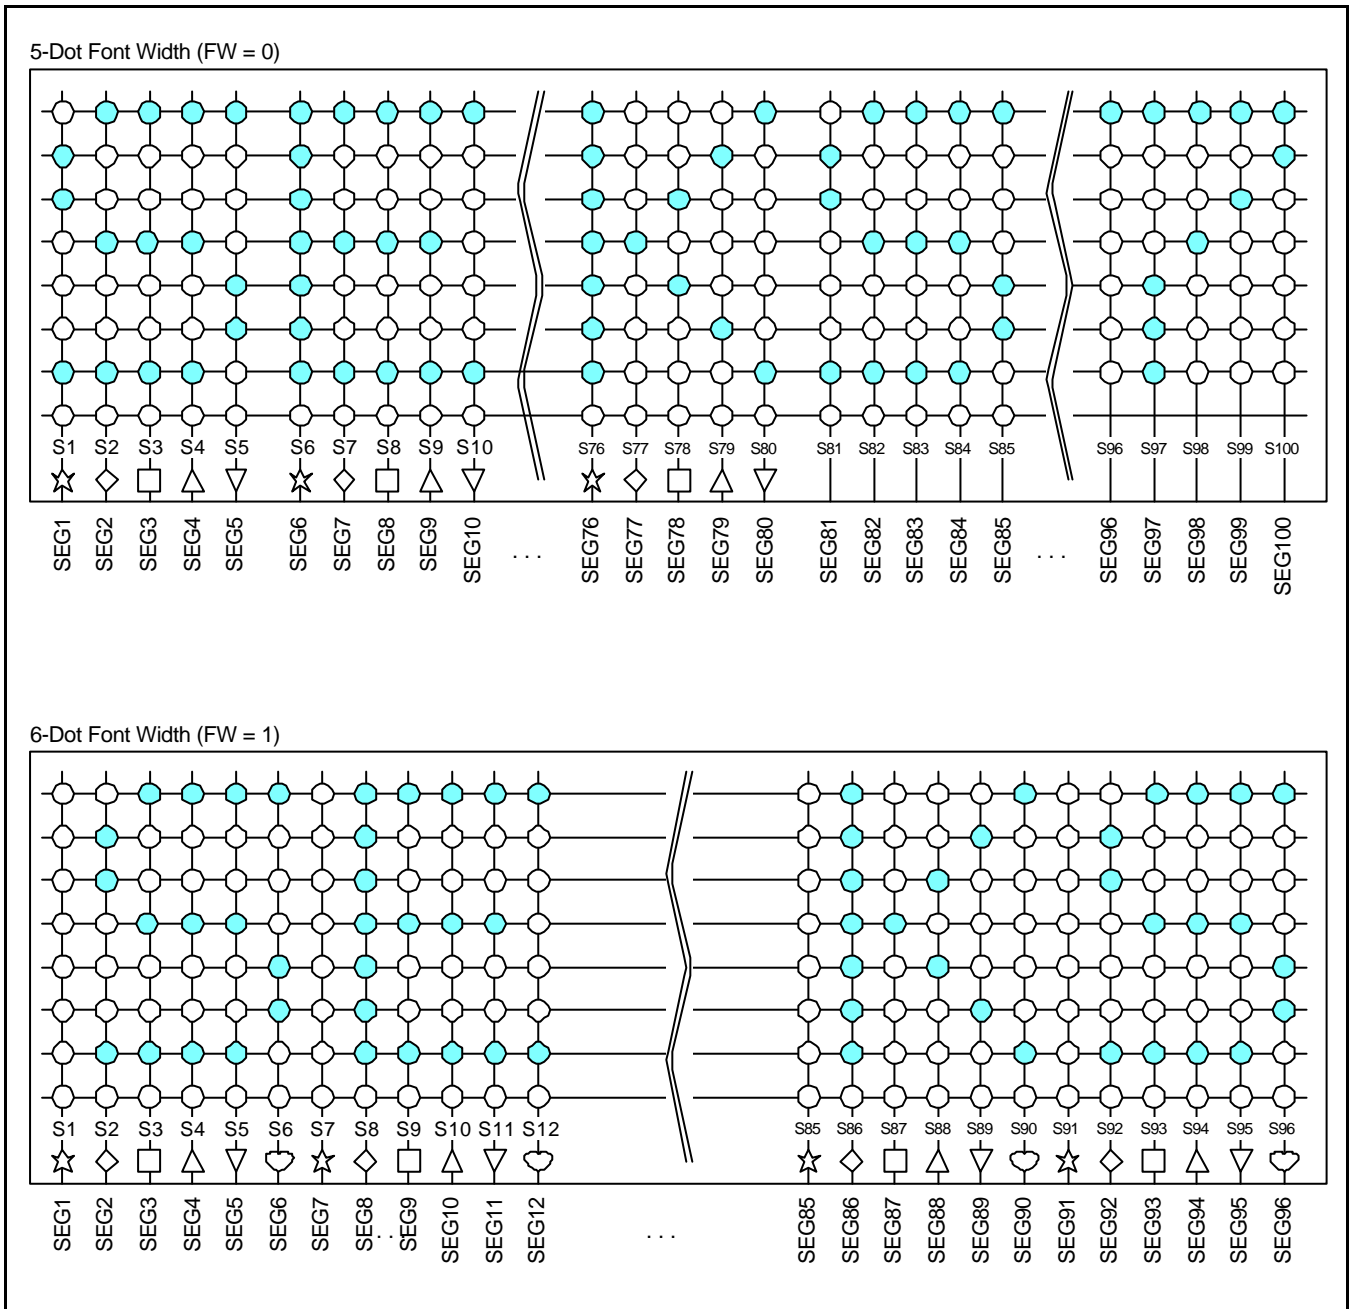 5-Dot Font Width (FW = 0)
S1 S2 S3 S4 S5 S6 S7 S8 S9 S10 S76 S77 S78 S79 S80 S81 S82 S83 S84 S85 S96 S97 S98 S99 S100
SEG1 SEG2 SEG3 SEG4 SEG5 SEG6 SEG7 SEG8 SEG9 SEG10 . . . SEG76 SEG77 SEG78 SEG79 SEG80 SEG81 SEG82 SEG83 SEG84 SEG85 . . . SEG96 SEG97 SEG98 SEG99 SEG100
6-Dot Font Width (FW = 1)
S1 S2 S3 S4 S5 S6 S7 S8 S9 S10 S11 S12 S85 S86 S87 S88 S89 S90 S91 S92 S93 S94 S95 S96
SEG1 SEG2 SEG3 SEG4 SEG5 SEG6 SEG7 SEG8 . . . SEG9 SEG10 SEG11 SEG12 . . . SEG85 SEG86 SEG87 SEG88 SEG89 SEG90 SEG91 SEG92 SEG93 SEG94 SEG95 SEG96